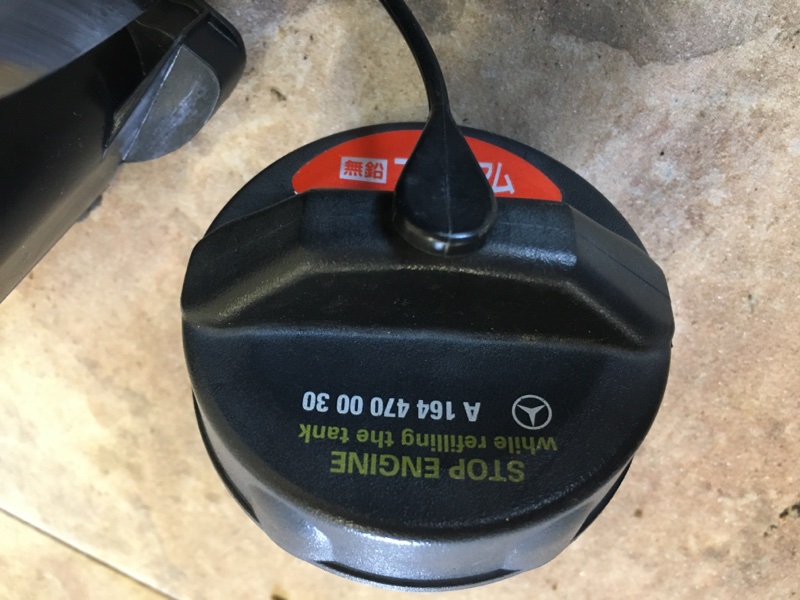 無鉛
STOP ENGINE
while refilling the tank
A 164 470 00 30